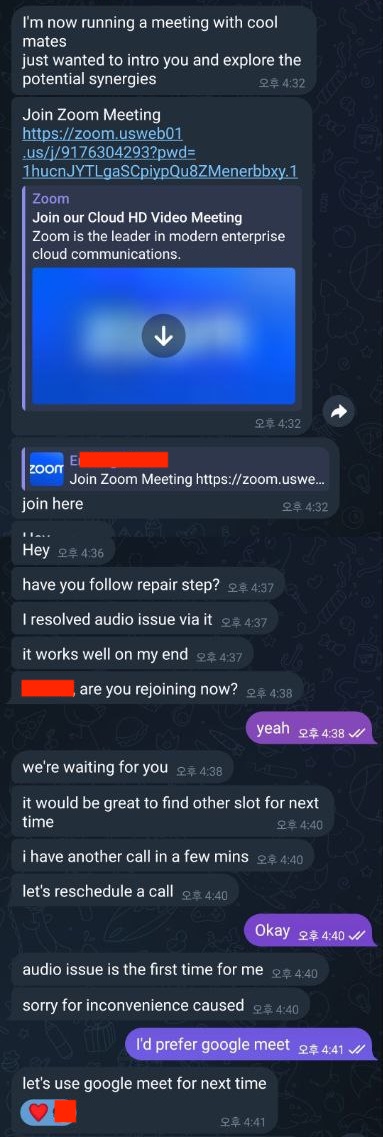 I'm now running a meeting with cool
mates
just wanted to intro you and explore the
potential synergies
오후 4:32
Join Zoom Meeting
https://zoom.usweb01
.us/j/9176304293?pwd=
1hucnJYTLgaSCpiypQu8ZMenerbbxy.1
Zoom
Join our Cloud HD Video Meeting
Zoom is the leader in modern enterprise
cloud communications.
오후 4:32
zoom
Join Zoom Meeting https://zoom.uswe...
join here
오후 4:32
Hey
오후 4:36
have you follow repair step? 오후 4:37
I resolved audio issue via it 오후 4:37
it works well on my end 오후 4:37
, are you rejoining now? 오후 4:38
yeah 오후 4:38
we're waiting for you 오후 4:38
it would be great to find other slot for next
time
오후 4:40
i have another call in a few mins 오후 4:40
let's reschedule a call 오후 4:40
Okay 오후 4:40
audio issue is the first time for me 오후 4:40
sorry for inconvenience caused 오후 4:40
I'd prefer google meet 오후 4:41
let's use google meet for next time
오후 4:41